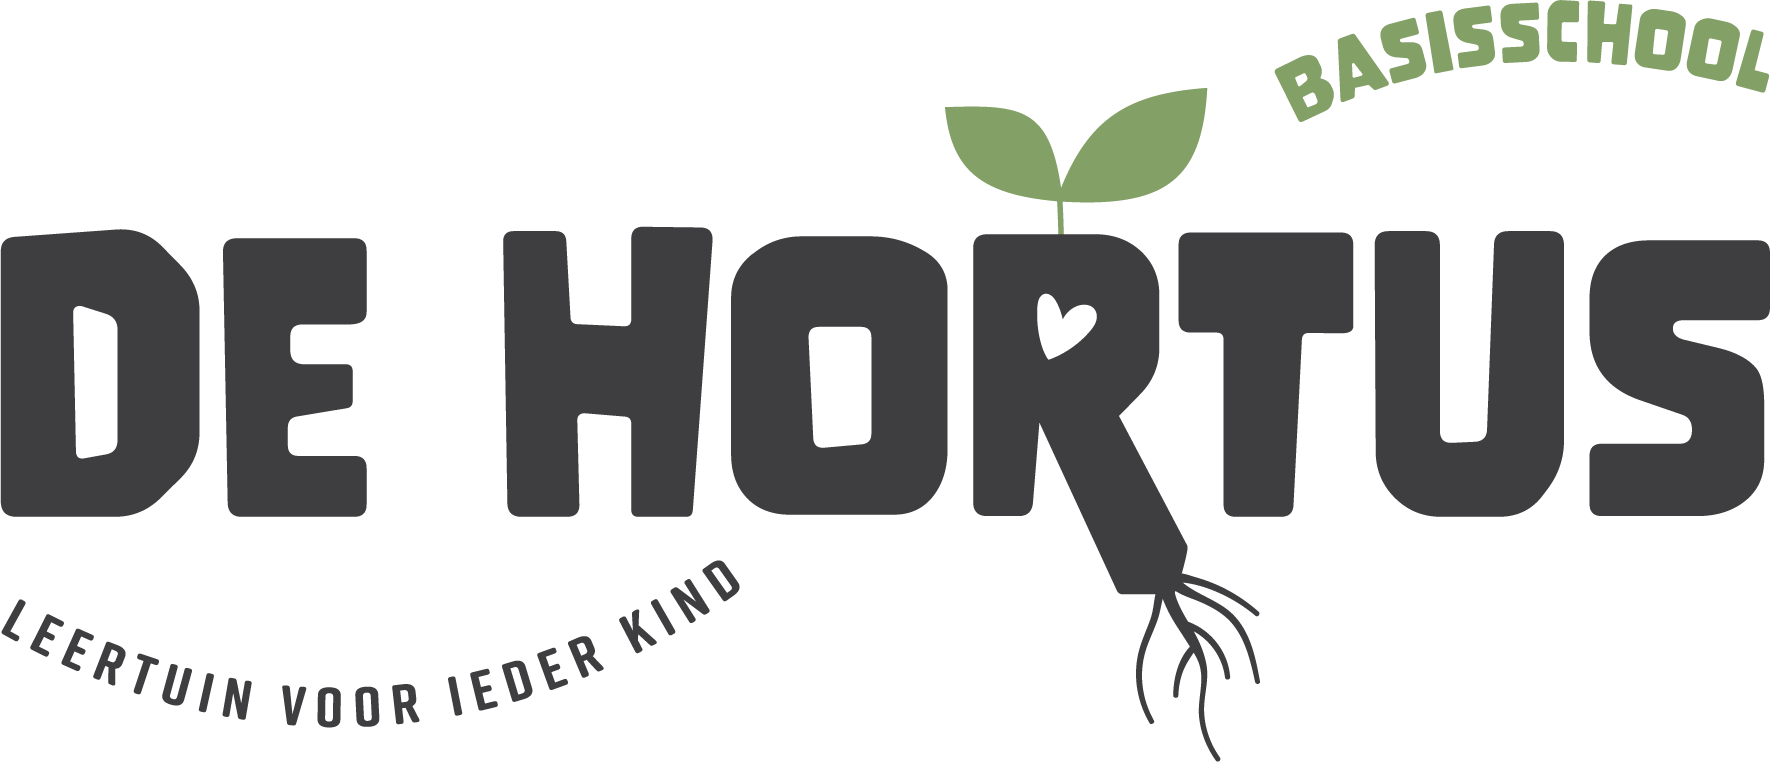 BASISSCHOOL
DE HORTUS
LEERTUIN VOOR IEDER KIND